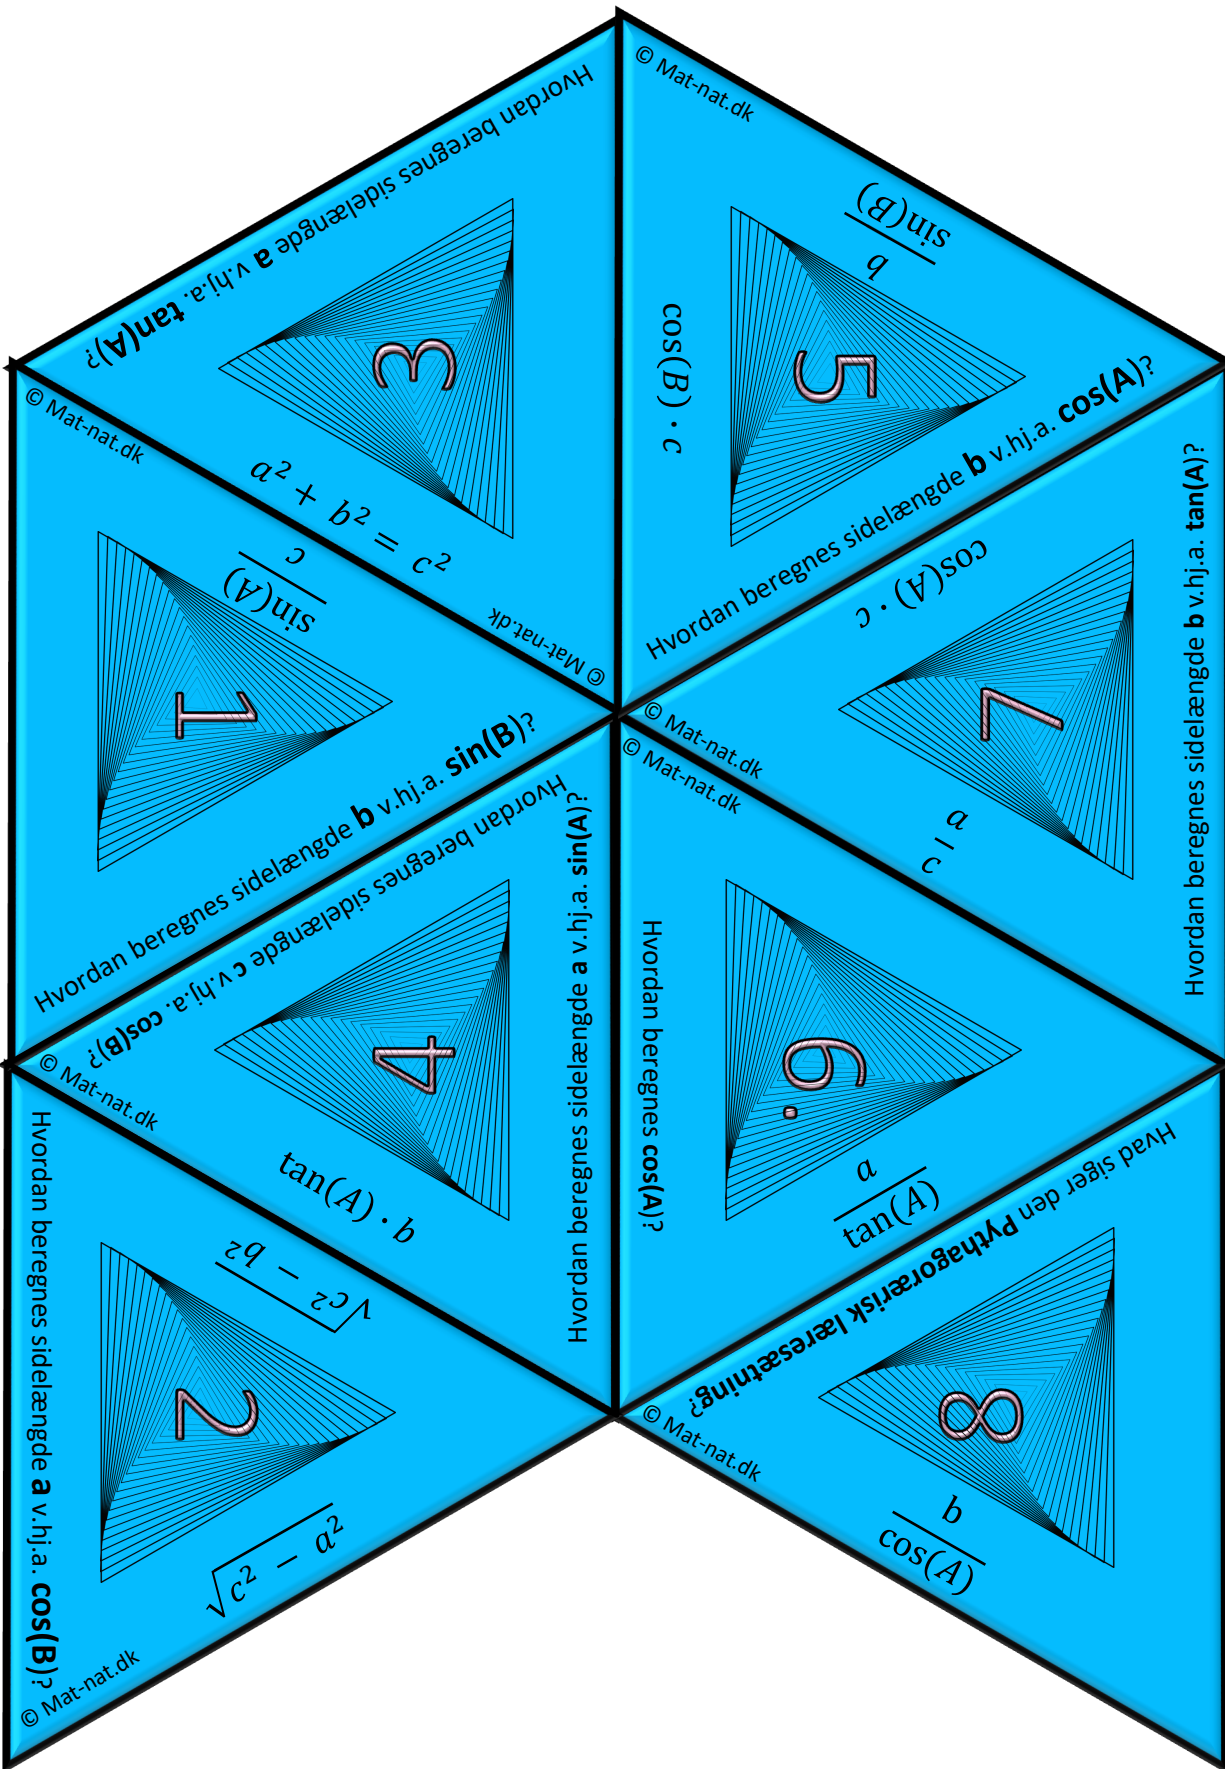 Hvordan beregnes sidelængde a v.hj.a. tan(A)?
3
a² + b² = c²
© Mat-nat.dk
© Mat-nat.dk
sin(B)
b
cos(B) · c
5
Hvordan beregnes sidelængde b v.hj.a. cos(A)?
© Mat-nat.dk
sin(A)
c
1
Hvordan beregnes sidelængde b v.hj.a. sin(B)?
cos(A) · c
7
Hvordan beregnes sidelængde b v.hj.a. tan(A)?
© Mat-nat.dk
a
c
Hvordan beregnes sidelængde c v.hj.a. cos(B)?
4
Hvordan beregnes sidelængde a v.hj.a. sin(A)?
tan(A) · b
© Mat-nat.dk
Hvordan beregnes cos(A)?
6.
a
tan(A)
© Mat-nat.dk
Hvordan beregnes sidelængde a v.hj.a. cos(B)?
√c² − b²
2
√c² − a²
© Mat-nat.dk
Hvad siger den Pythagorærisk læresætning?
8
© Mat-nat.dk
b
cos(A)